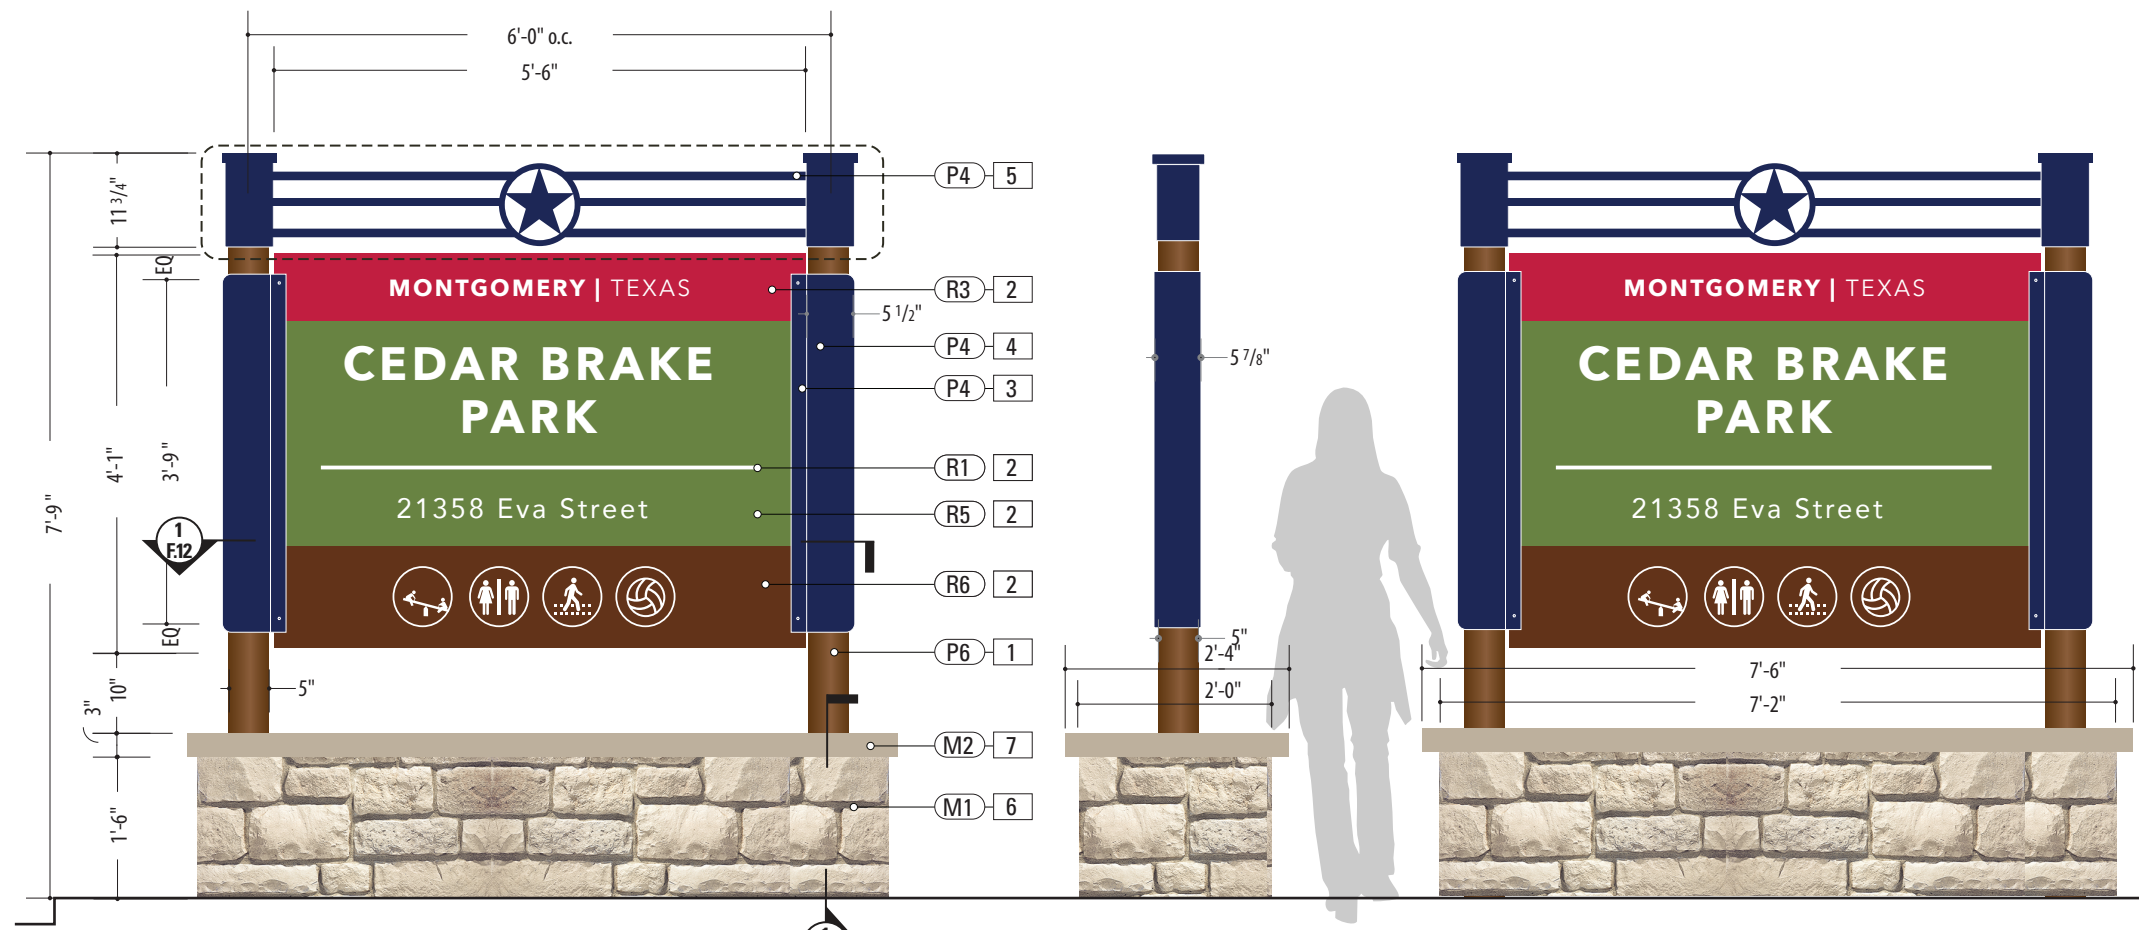 6'-0" o.c.
5'-6"
11 3/4"
EQ
4'-1"
3'-9"
7'-9"
EQ
10"
3"
1'-6"
1
F.12
5"
MONTGOMERY | TEXAS
CEDAR BRAKE
PARK
21358 Eva Street
5 1/2"
P4 5
R3 2
P4 4
P4 3
R1 2
R5 2
R6 2
P6 1
M2 7
M1 6
5 7/8"
5"
2'-4"
2'-0"
MONTGOMERY | TEXAS
CEDAR BRAKE
PARK
21358 Eva Street
7'-6"
7'-2"